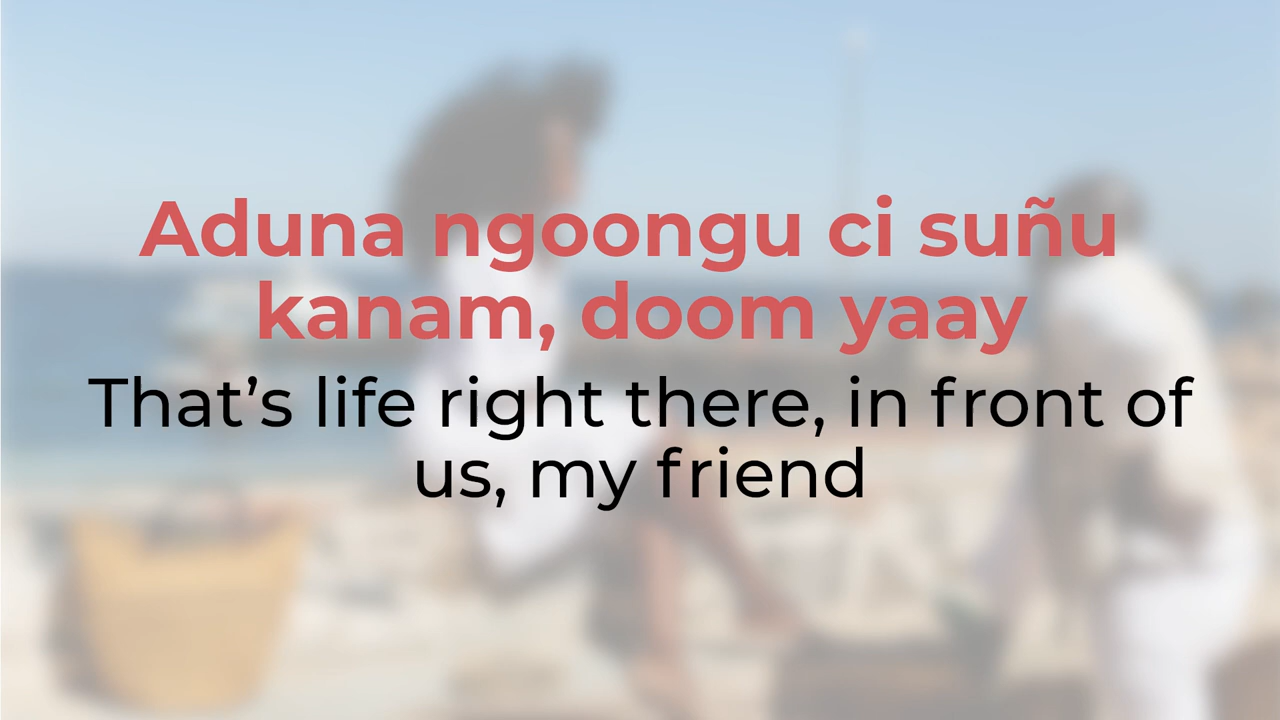 Aduna ngoongu ci suñu
kanam, doom yaay
That’s life right there, in front of
us, my friend